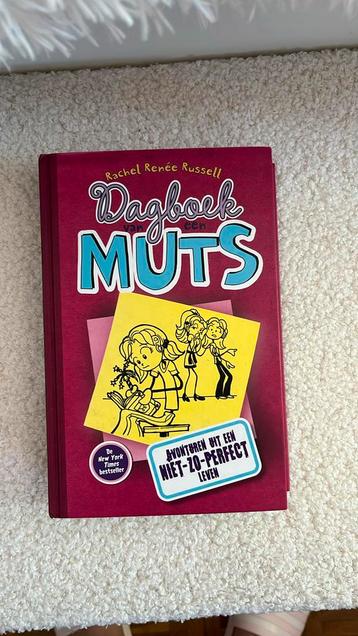 Rachel Renée Russell
Dagboek
van een
MUTS
De
New York
Times
bestseller
AVONTUREN UIT EEN
NIET-ZO-PERFECT
LEVEN